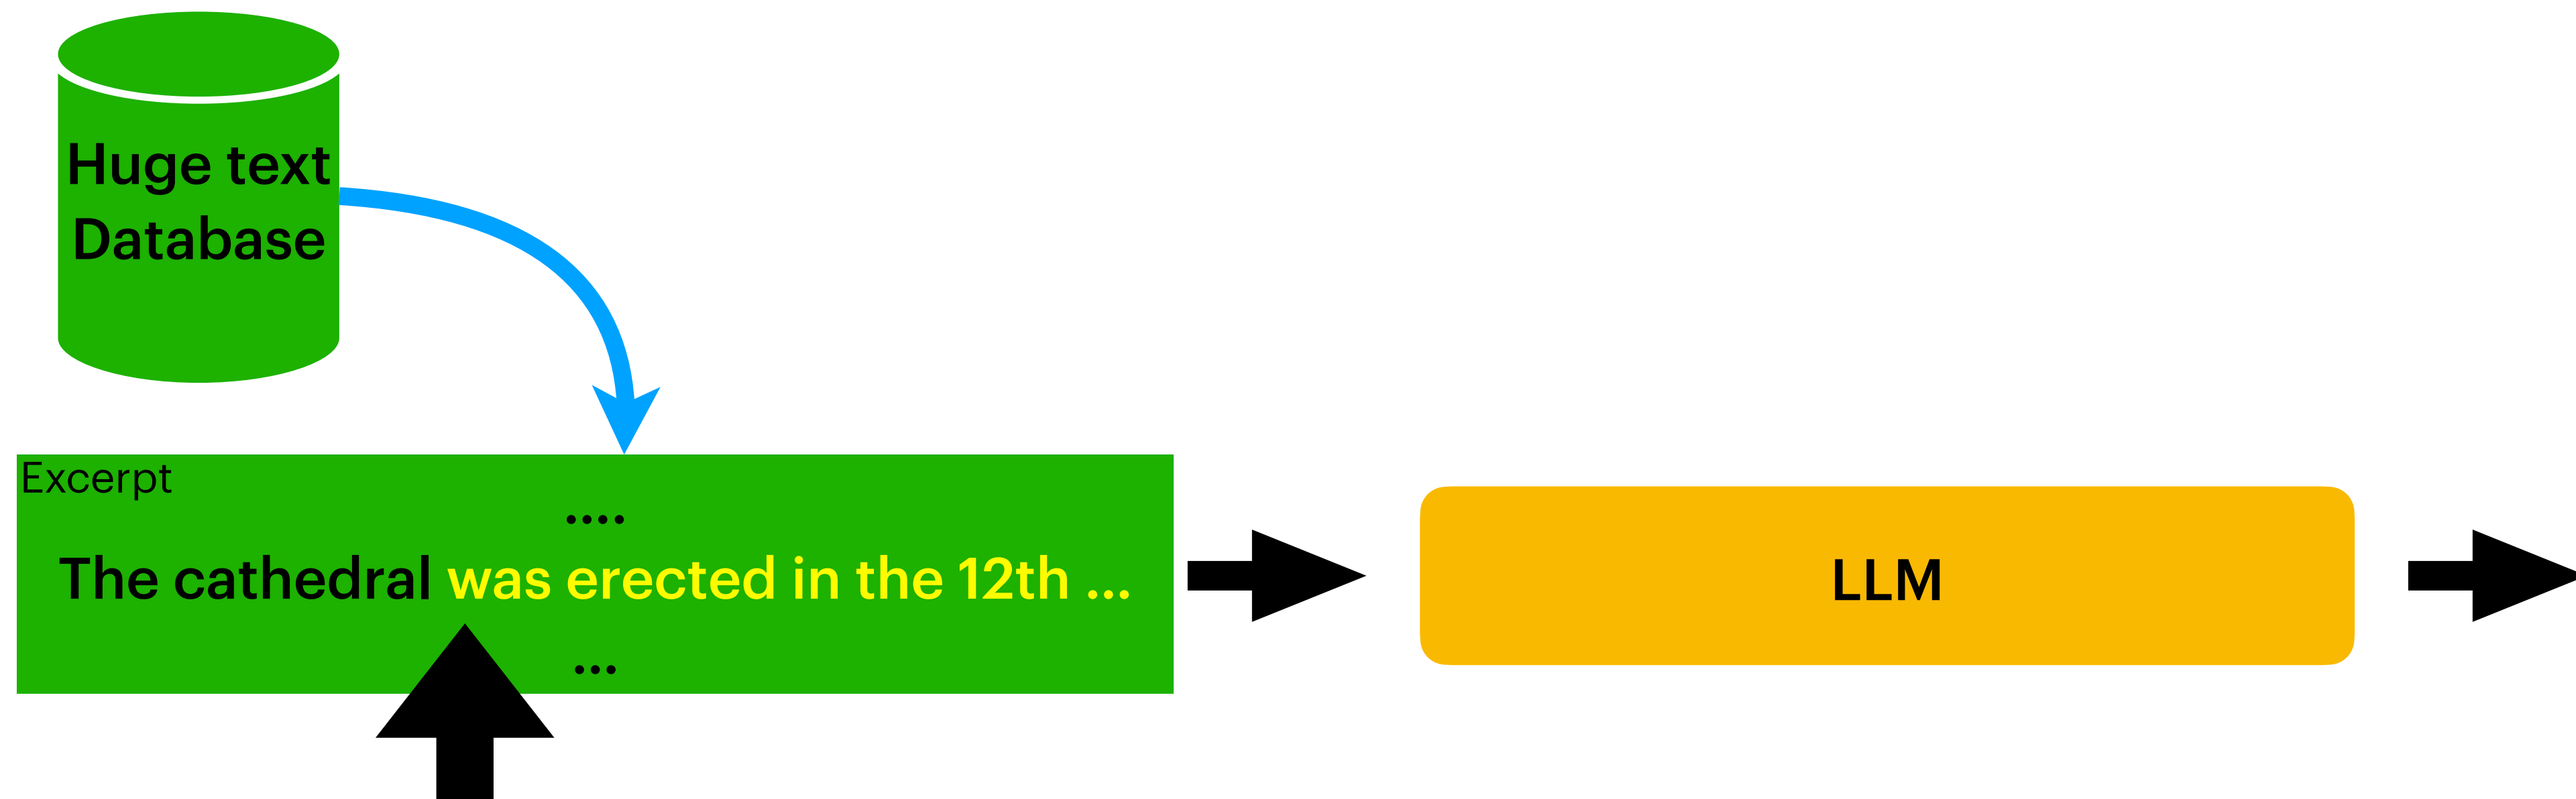 Huge text
Database
Excerpt
....
The cathedral was erected in the 12th ...
...
LLM